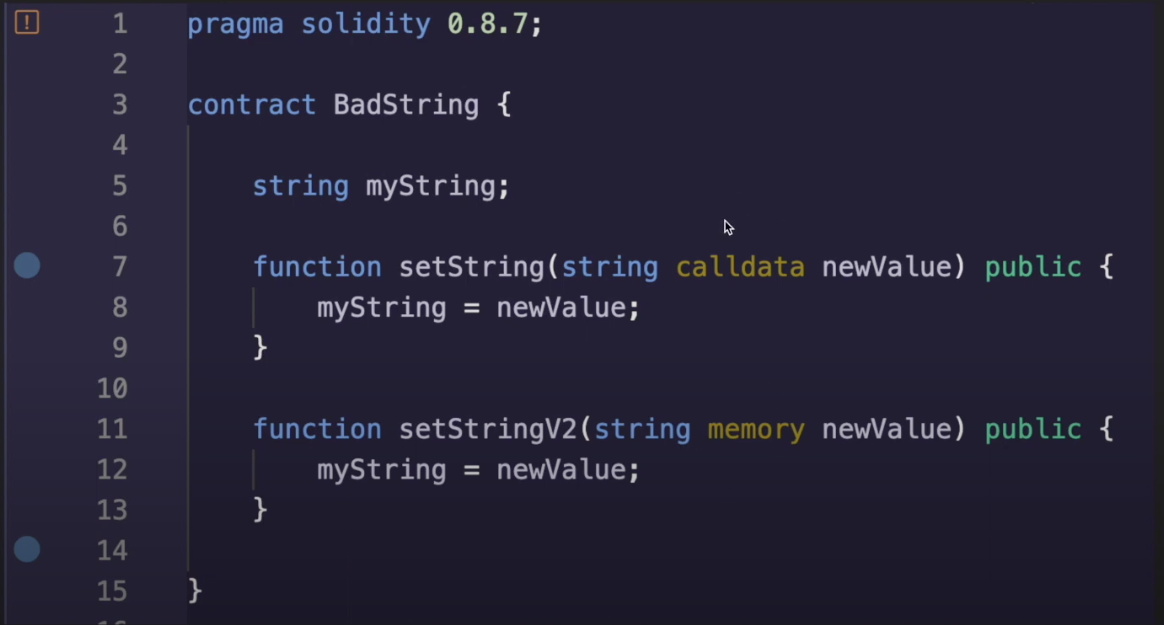 1 pragma solidity 0.8.7;
2
3 contract BadString {
4
5 string myString;
6
7 function setString(string calldata newValue) public {
8 myString = newValue;
9 }
10
11 function setStringV2(string memory newValue) public {
12 myString = newValue;
13 }
14
15 }